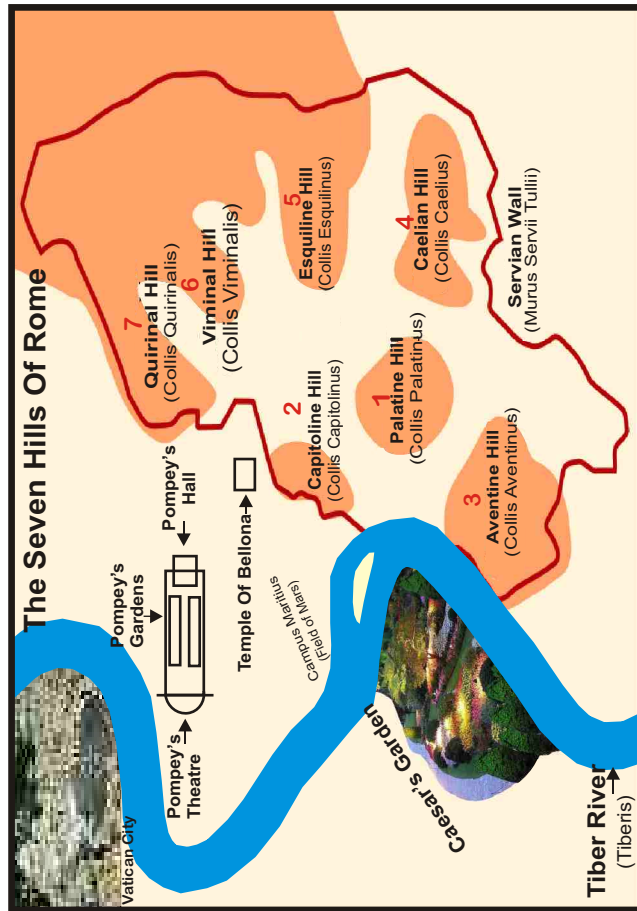 The Seven Hills Of Rome
7
Quirinal Hill
(Collis Quirinalis)
6
Viminal Hill
(Collis Viminalis)
5
Esquiline Hill
(Collis Esquilinus)
4
Caelian Hill
(Collis Caelius)
Servian Wall
(Murus Servii Tullii)
2
Capitoline Hill
(Collis Capitolinus)
1
Palatine Hill
(Collis Palatinus)
3
Aventine Hill
(Collis Aventinus)
Pompey's
Gardens
Pompey's
Hall
Pompey's
Theatre
Temple Of Bellona
Campus Maritius
(Field of Mars)
Vatican City
Caesar's Garden
Tiber River
(Tiberis)